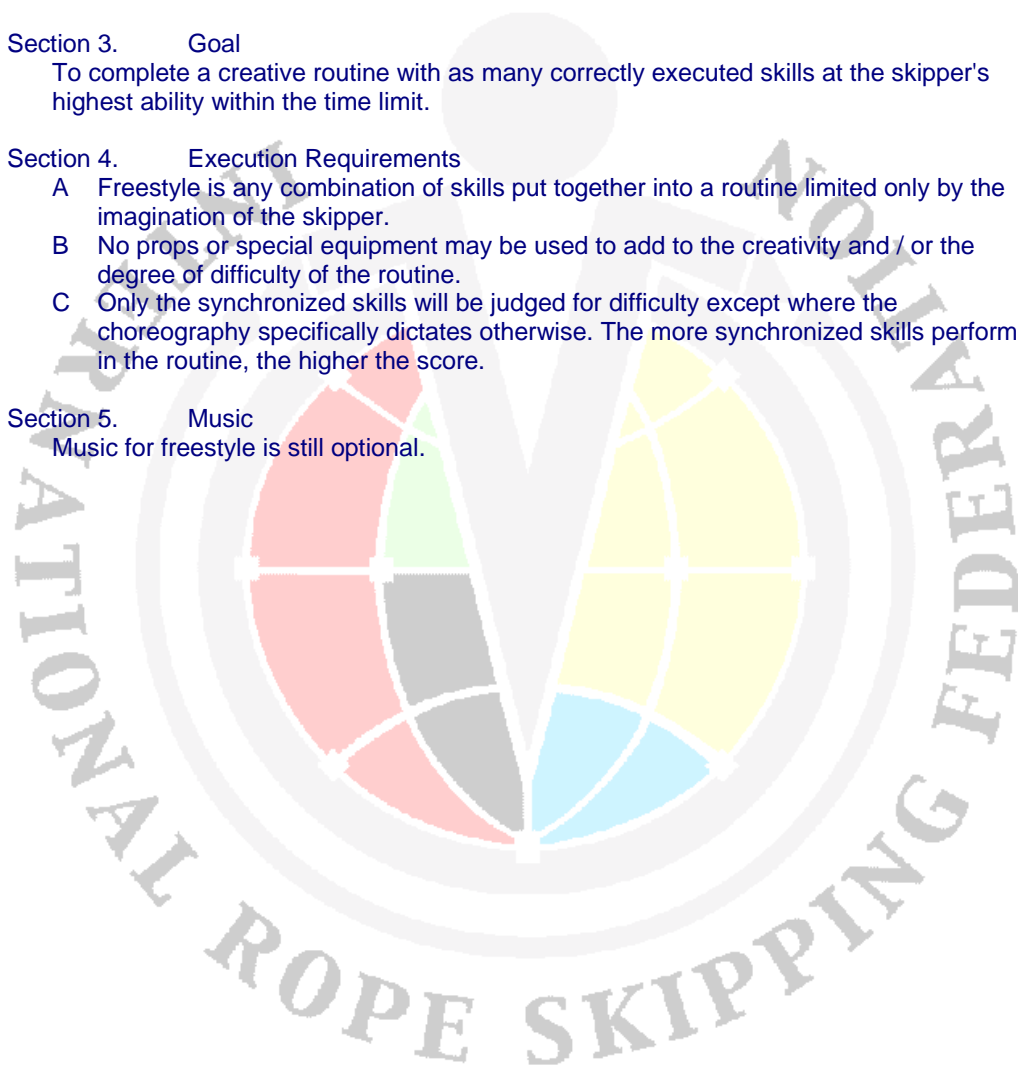 Section 3. Goal
To complete a creative routine with as many correctly executed skills at the skipper's
highest ability within the time limit.
Section 4. Execution Requirements
A Freestyle is any combination of skills put together into a routine limited only by the
imagination of the skipper.
B No props or special equipment may be used to add to the creativity and / or the
degree of difficulty of the routine.
C Only the synchronized skills will be judged for difficulty except where the
choreography specifically dictates otherwise. The more synchronized skills perform
in the routine, the higher the score.
Section 5. Music
Music for freestyle is still optional.
INTERNATIONAL ROPE SKIPPING FEDERATION